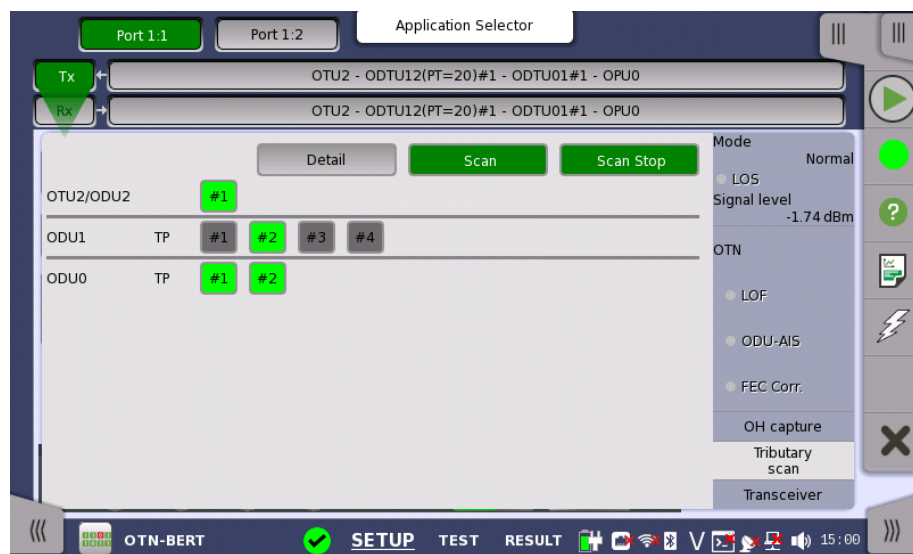 Port 1:1
Port 1:2
Application Selector
Tx
OTU2 - ODTU12(PT=20)#1 - ODTU01#1 - OPU0
Rx
OTU2 - ODTU12(PT=20)#1 - ODTU01#1 - OPU0
Detail
Scan
Scan Stop
OTU2/ODU2 #1
ODU1 TP #1 #2 #3 #4
ODU0 TP #1 #2
Mode
Normal
LOS
Signal level
-1.74 dBm
OTN
LOF
ODU-AIS
FEC Corr.
OH capture
Tributary
scan
Transceiver
?
((( OTN-BERT SETUP TEST RESULT V 15:00 )))